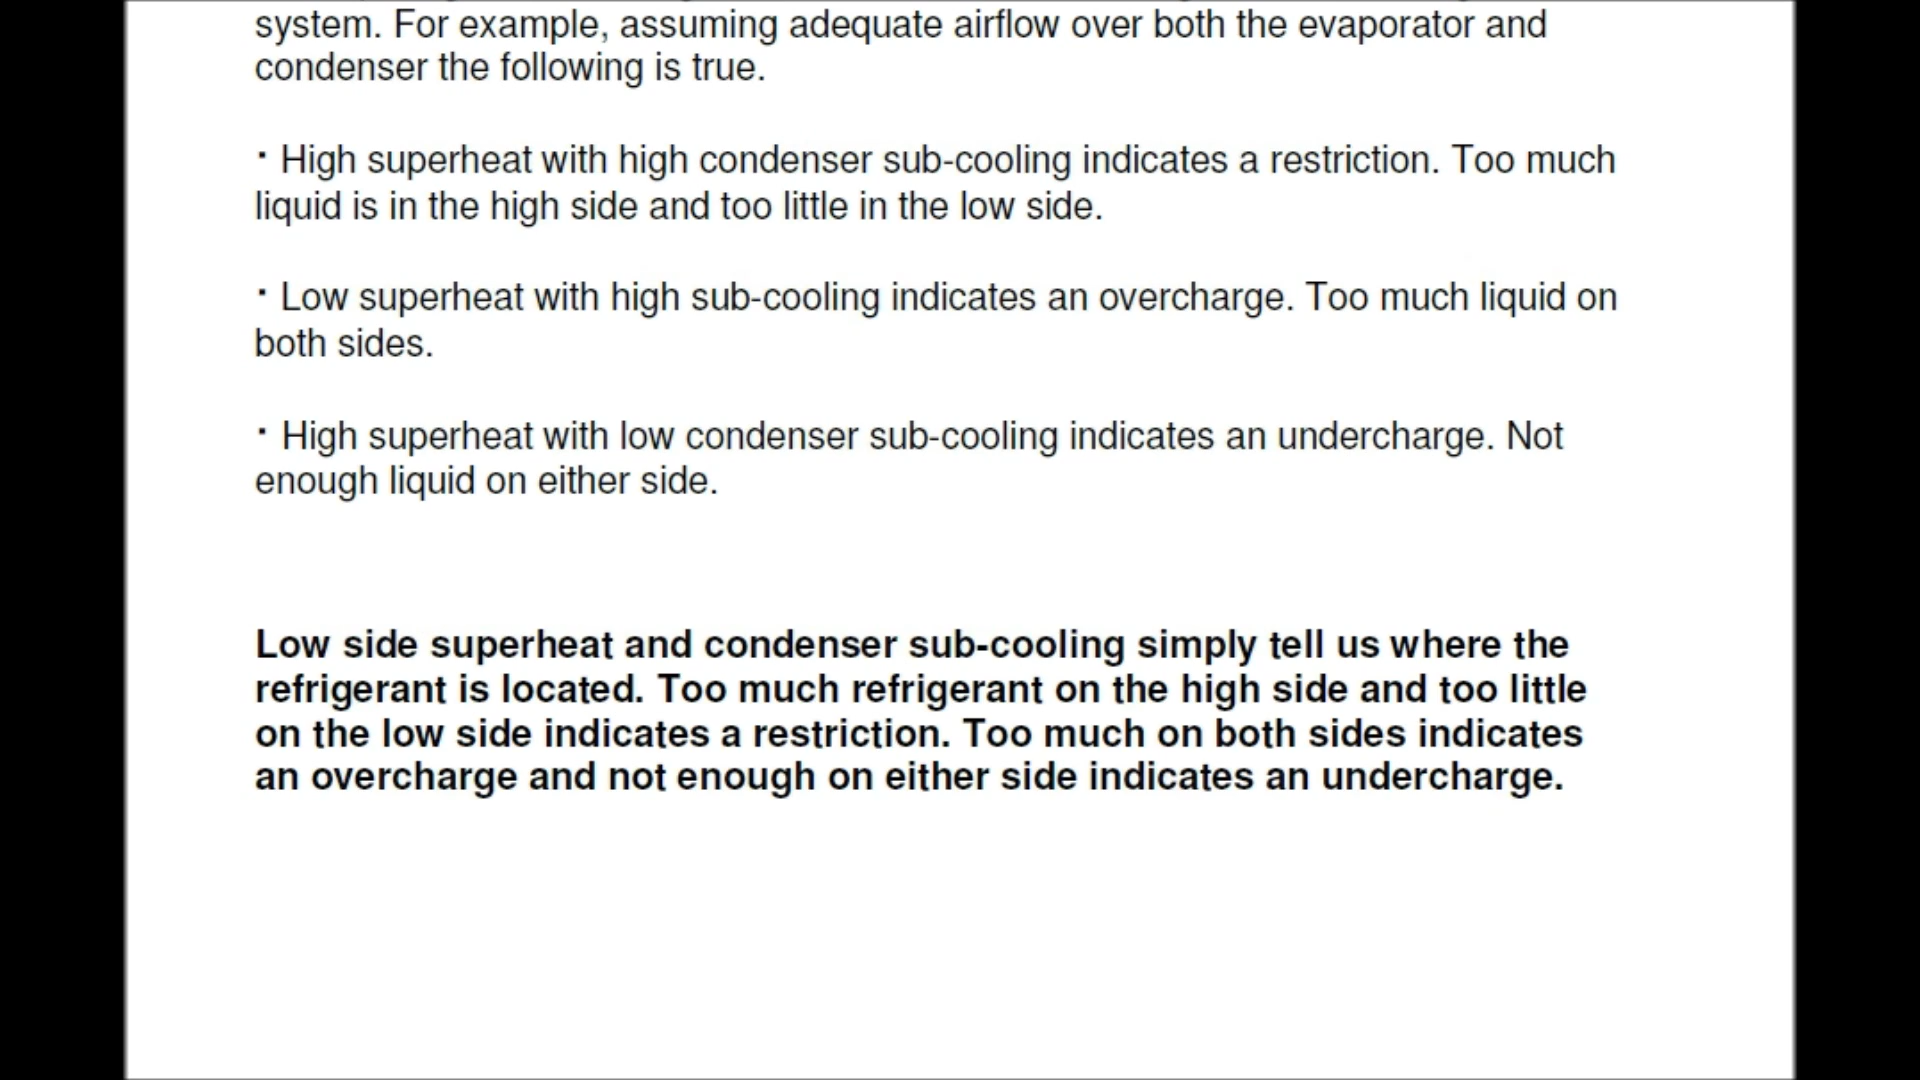 system. For example, assuming adequate airflow over both the evaporator and
condenser the following is true.
· High superheat with high condenser sub-cooling indicates a restriction. Too much
liquid is in the high side and too little in the low side.
· Low superheat with high sub-cooling indicates an overcharge. Too much liquid on
both sides.
· High superheat with low condenser sub-cooling indicates an undercharge. Not
enough liquid on either side.
Low side superheat and condenser sub-cooling simply tell us where the
refrigerant is located. Too much refrigerant on the high side and too little
on the low side indicates a restriction. Too much on both sides indicates
an overcharge and not enough on either side indicates an undercharge.